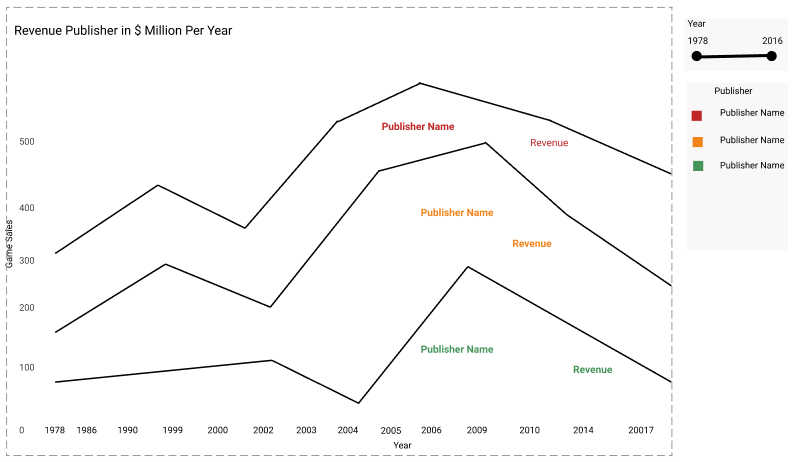 Revenue Publisher in $ Million Per Year
Year
1978 2016
Publisher
Publisher Name
Publisher Name
Publisher Name
Publisher Name
Revenue
Publisher Name
Revenue
Publisher Name
Revenue
Game Sales
500
400
300
200
100
0 1978 1986 1990 1999 2000 2002 2003 2004 2005 2006 2009 2010 2014 20017
Year